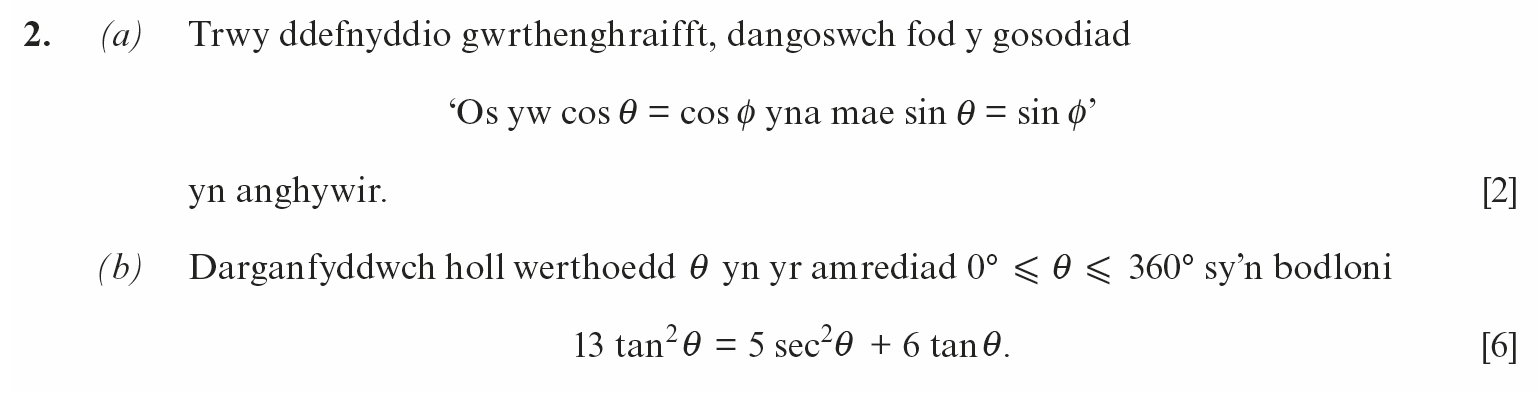 2. (a) Trwy ddefnyddio gwrthenghraifft, dangoswch fod y gosodiad
‘Os yw cos θ = cos ϕ yna mae sin θ = sin ϕ’
yn anghywir. [2]
(b) Darganfyddwch holl werthoedd θ yn yr amrediad 0° ⩽ θ ⩽ 360° sy’n bodloni
13 tan²θ = 5 sec²θ + 6 tanθ. [6]